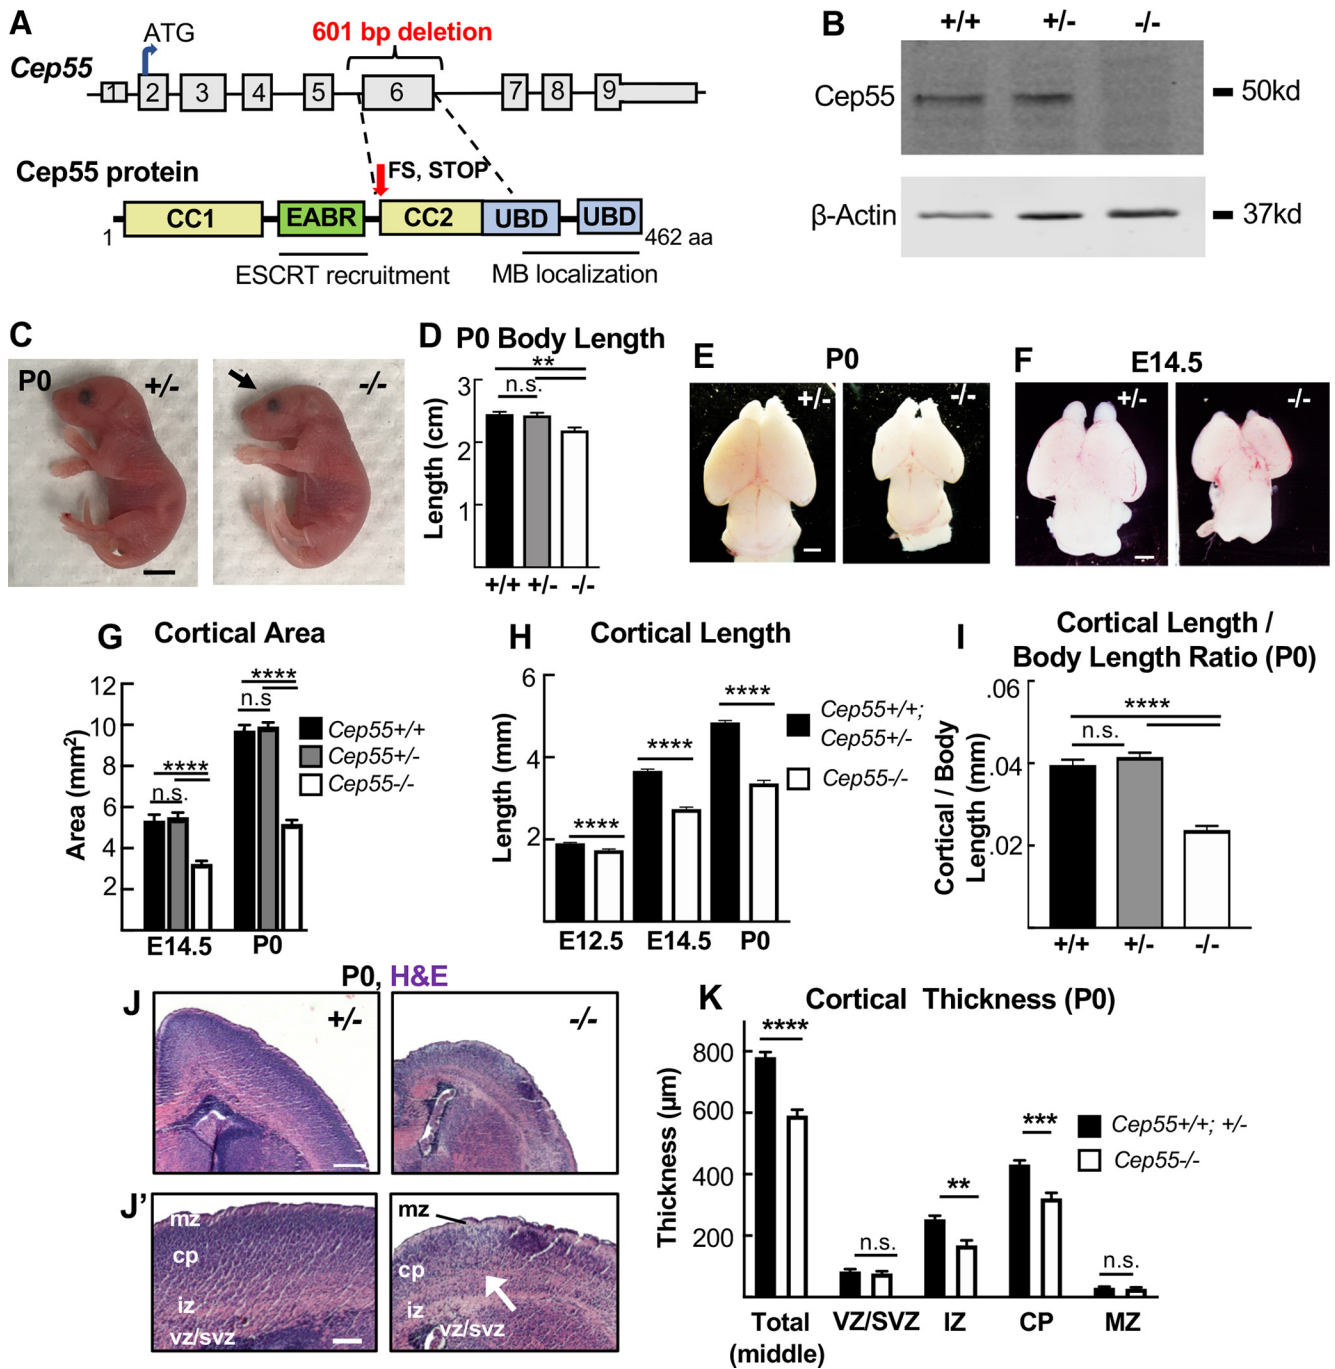 A
ATG
601 bp deletion
Cep55
1 2 3 4 5 6 7 8 9
Cep55 protein
FS, STOP
CC1 EABR CC2 UBD UBD
1 462 aa
ESCRT recruitment MB localization
B
+/+ +/- -/-
Cep55 50kd
β-Actin 37kd
C
P0 +/- -/-
D P0 Body Length
**
n.s.
3
2
1
Length (cm)
+/+ +/- -/-
E P0
+/- -/-
F E14.5
+/- -/-
G Cortical Area
12
10
8
6
4
2
Area (mm²)
****
n.s.
****
n.s
E14.5 P0
Cep55+/+
Cep55+/-
Cep55-/-
H Cortical Length
6
4
2
Length (mm)
****
****
****
E12.5 E14.5 P0
Cep55+/+;
Cep55+/-
Cep55-/-
I Cortical Length /
Body Length Ratio (P0)
.06
.04
.02
Cortical / Body
Length (mm)
****
n.s.
+/+ +/- -/-
P0, H&E
J
+/- -/-
J’
mz
cp
iz
vz/svz
mz
cp
iz
vz/svz
K Cortical Thickness (P0)
800
600
400
200
Thickness (µm)
****
n.s.
**
***
n.s.
Cep55+/+; +/-
Cep55-/-
Total VZ/SVZ IZ CP MZ
(middle)